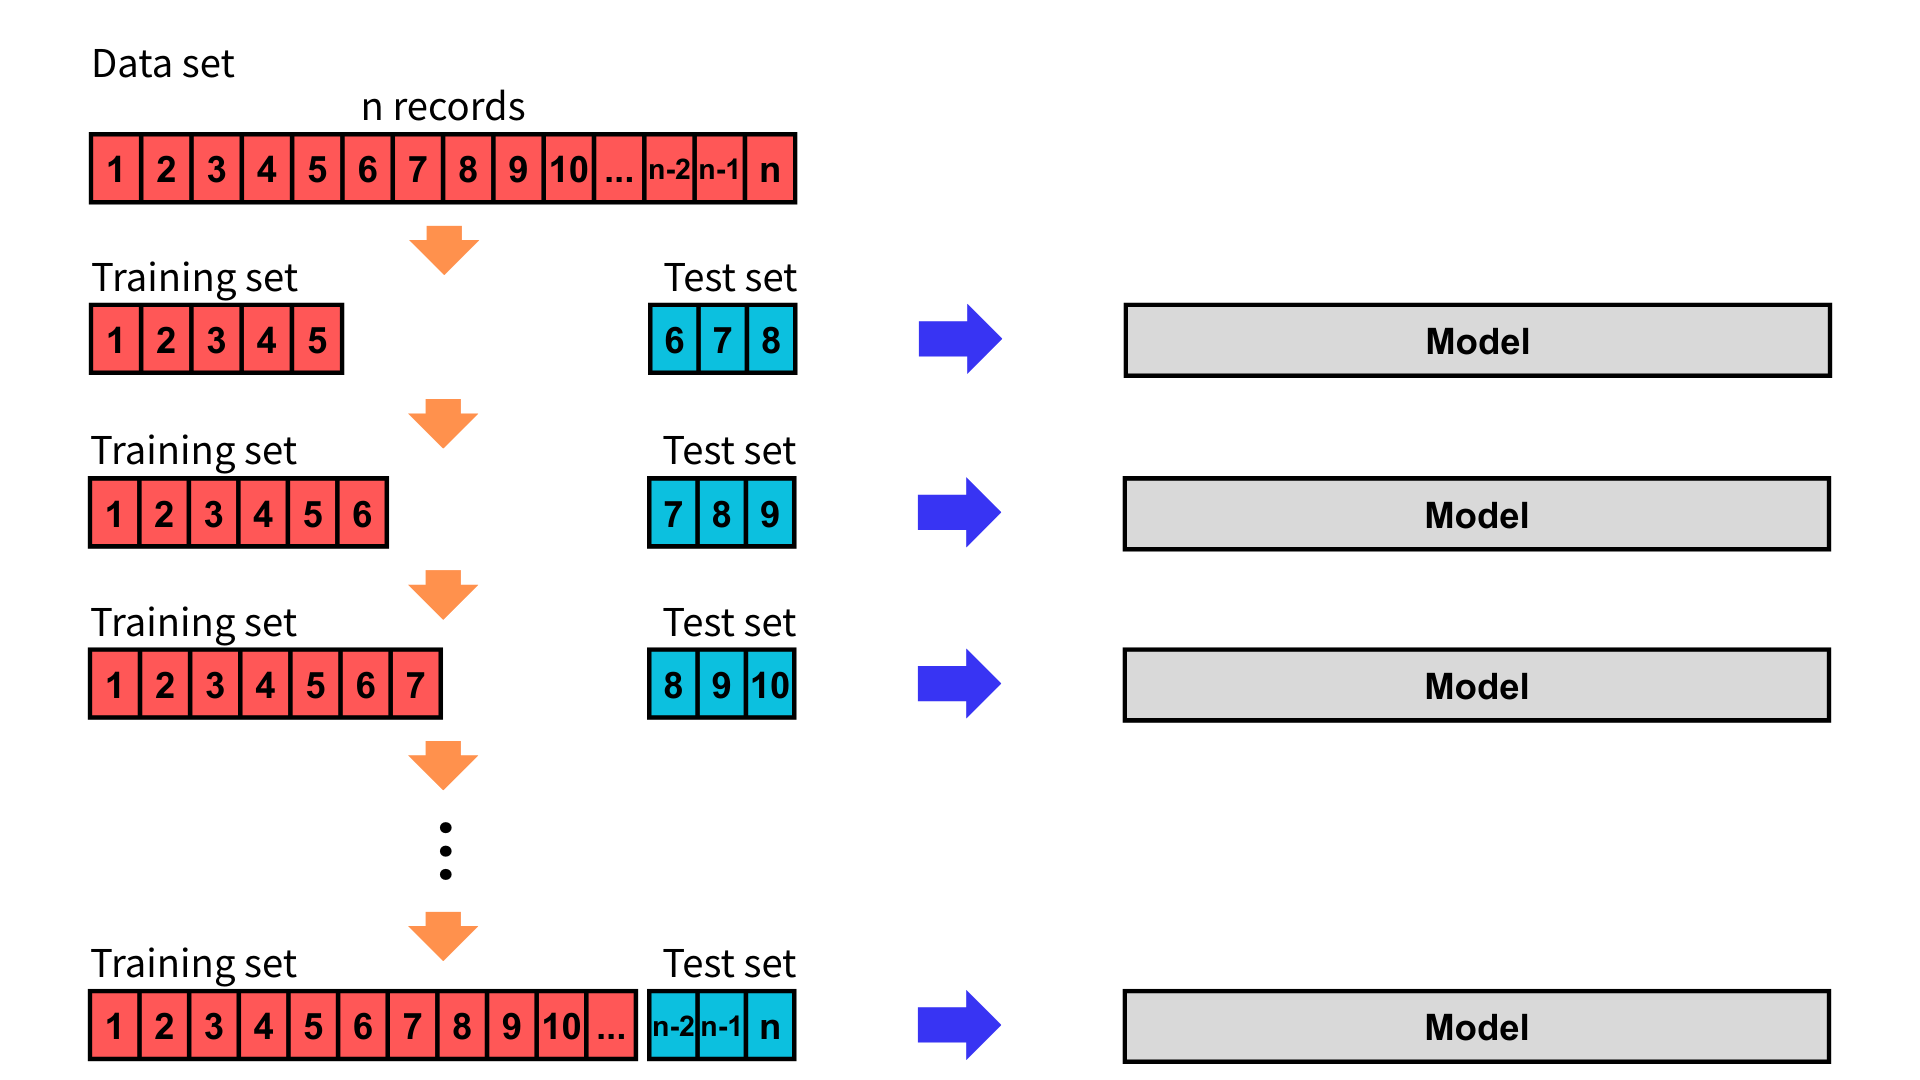 Data set
n records
1 2 3 4 5 6 7 8 9 10 ... n-2 n-1 n
Training set Test set
1 2 3 4 5 6 7 8 Model
Training set Test set
1 2 3 4 5 6 7 8 9 Model
Training set Test set
1 2 3 4 5 6 7 8 9 10 Model
Training set Test set
1 2 3 4 5 6 7 8 9 10 ... n-2 n-1 n Model